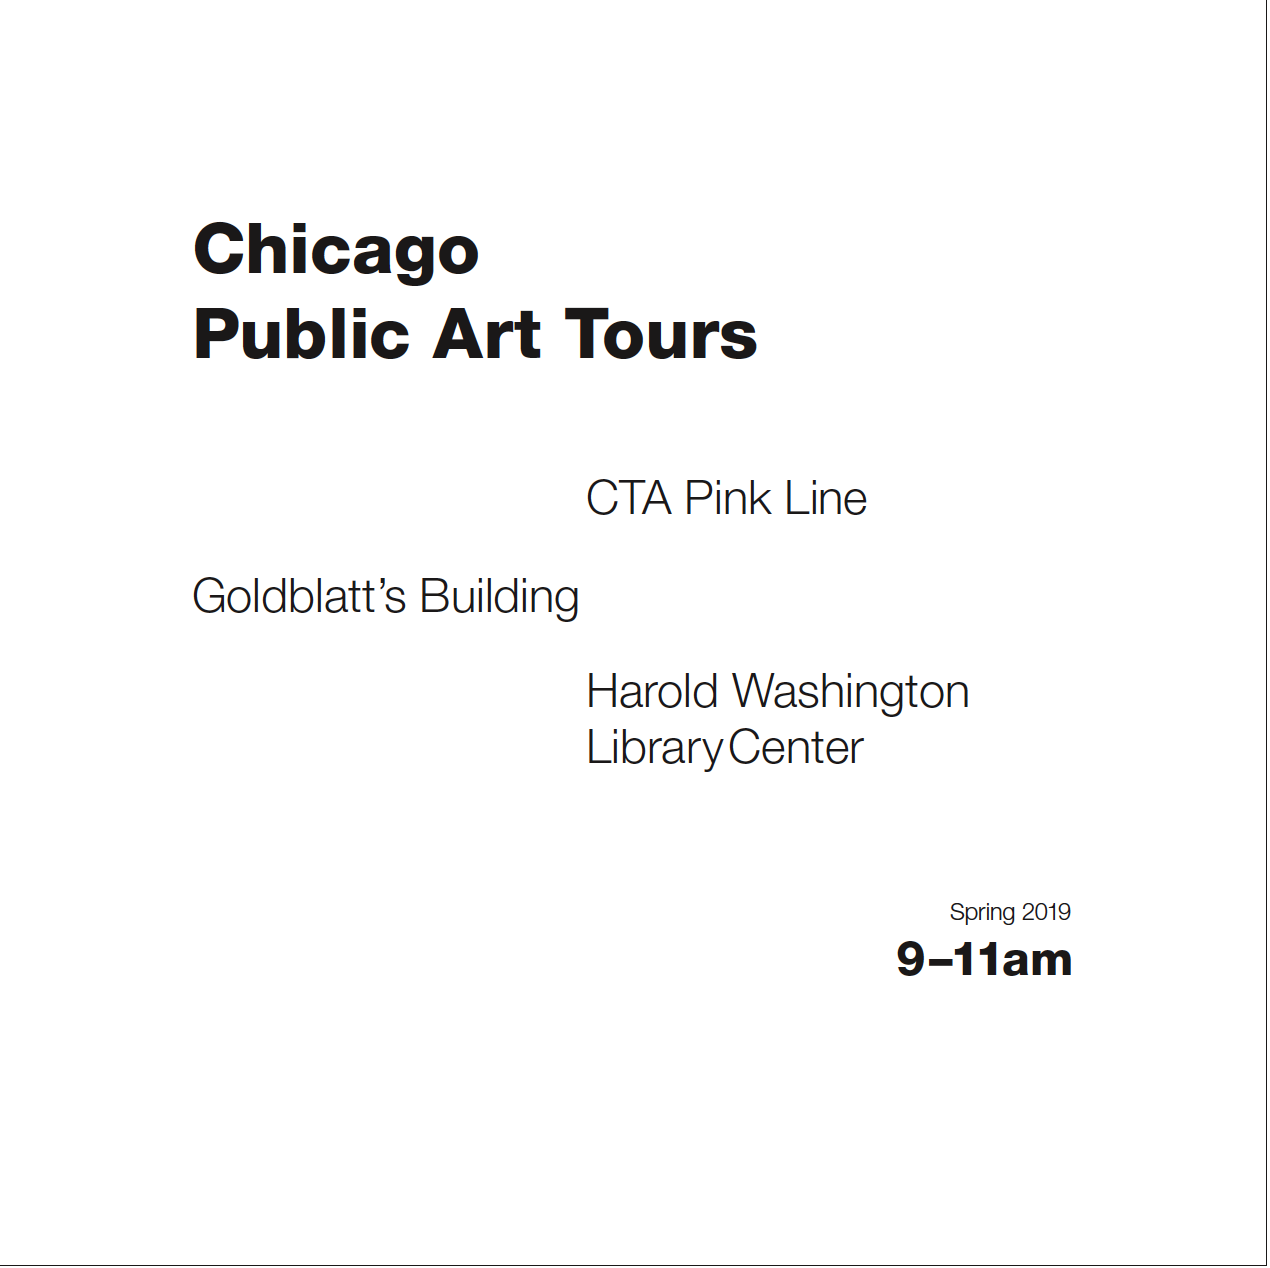 Chicago
Public Art Tours
CTA Pink Line
Goldblatt’s Building
Harold Washington
Library Center
Spring 2019
9–11am